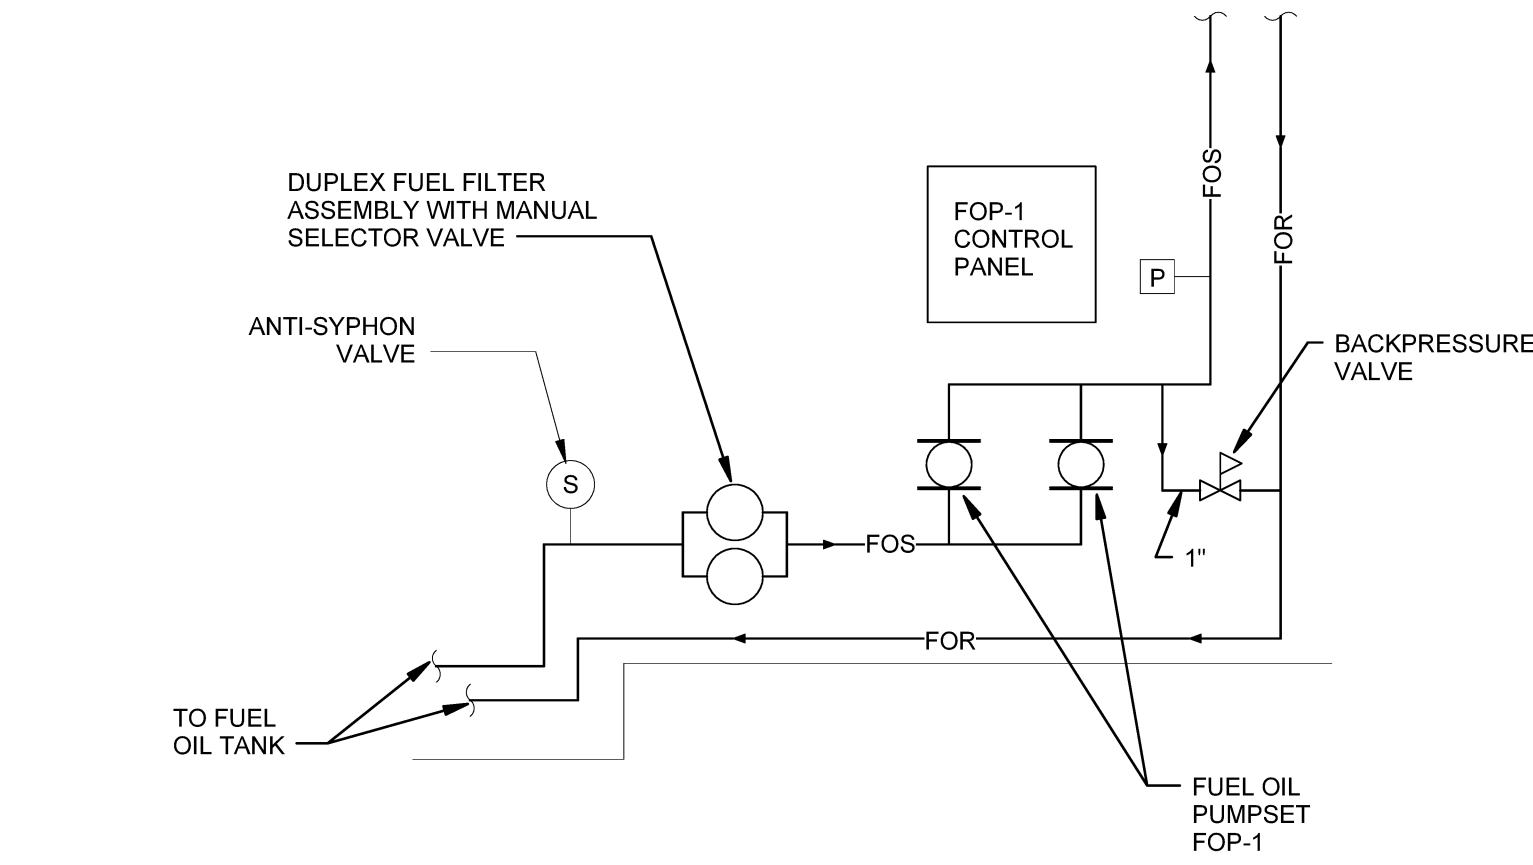 DUPLEX FUEL FILTER
ASSEMBLY WITH MANUAL
SELECTOR VALVE
ANTI-SYPHON
VALVE
S
FOP-1
CONTROL
PANEL
P
FOS
FOR
BACKPRESSURE
VALVE
FOS
1"
FOR
TO FUEL
OIL TANK
FUEL OIL
PUMPSET
FOP-1